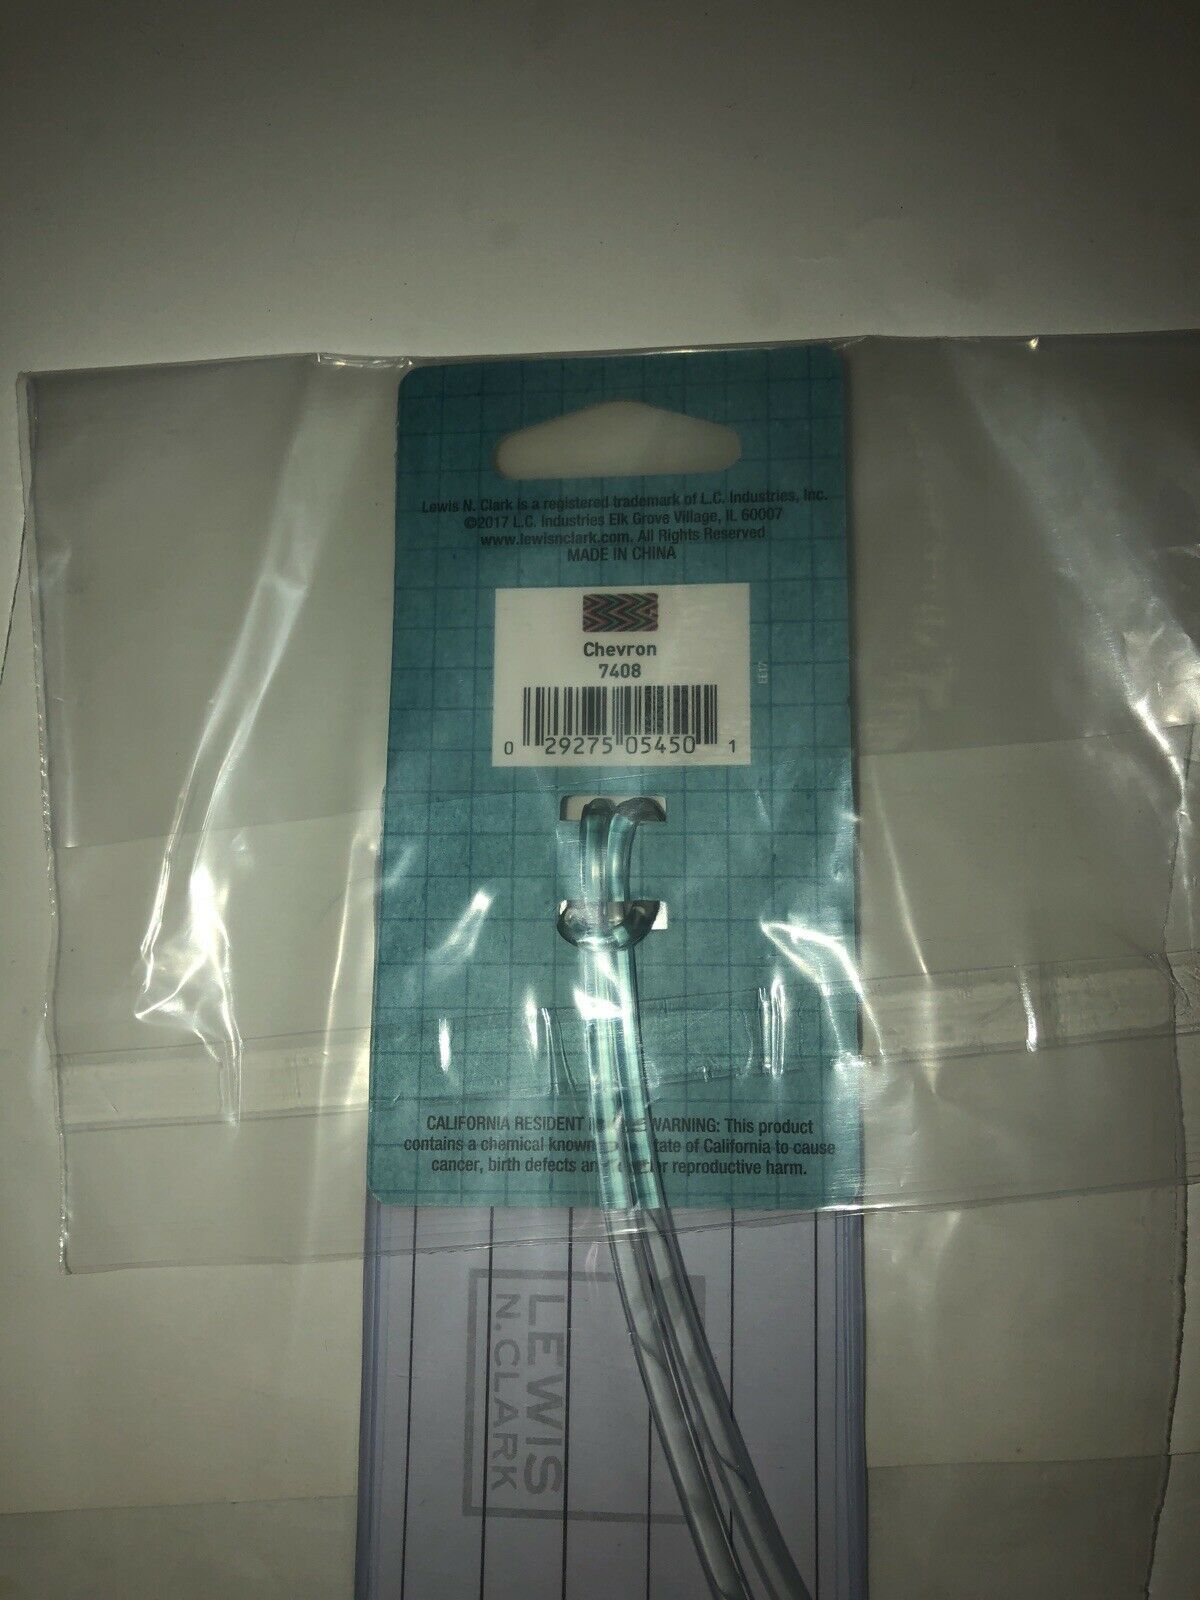 Lewis N. Clark is a registered trademark of L.C. Industries, Inc.
©2017 L.C. Industries Elk Grove Village, IL 60007
www.lewisnclark.com. All Rights Reserved
MADE IN CHINA
Chevron
7408
0 29275 05450 1
CALIFORNIA RESIDENT WARNING: This product
contains a chemical known of California to cause
cancer, birth defects reproductive harm.
LEWIS
N.CLARK